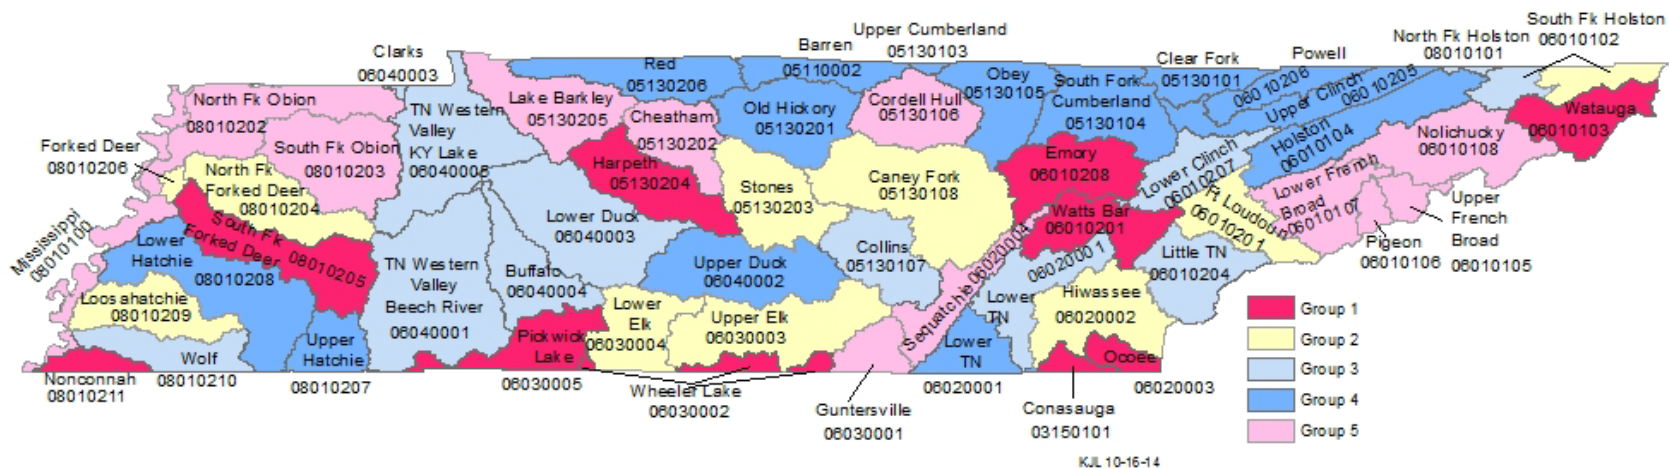 South Fk Holston
06010102
North Fk Holston
08010101
Upper Cumberland
05130103
Clarks
06040003
Barren
05110002
Clear Fork
05130101
Powell
06010206
Red
05130206
Obey
05130105
South Fork
Cumberland
05130104
Upper Clinch
06010205
North Fk Obion
08010202
TN Western
Valley
KY Lake
06040005
Lake Barkley
05130205
Cheatham
05130202
Old Hickory
05130201
Cordell Hull
05130106
Holston
06010104
Watauga
06010103
Nolichucky
06010108
Forked Deer
08010206
South Fk Obion
08010203
North Fk
Forked Deer
08010204
Harpeth
05130204
Stones
05130203
Caney Fork
05130108
Emory
06010208
Lower Clinch
06010207
Lower French
Broad
06010107
Ft Loudoun
06010201
Upper
French
Broad
06010105
Pigeon
06010106
Mississippi
08010100
South Fk
Forked Deer
08010205
Lower
Hatchie
08010208
Lower Duck
06040003
Watts Bar
06010201
Little TN
06010204
Collins
05130107
Upper Duck
06040002
Sequatchie 06020004
06020001
Lower
TN
Hiwassee
06020002
TN Western
Valley
Beech River
06040001
Buffalo
06040004
Loosahatchie
08010209
Lower
Elk
06030004
Upper Elk
06030003
Pickwick
Lake
06030005
Upper
Hatchie
08010207
Wolf
08010210
Nonconnah
08010211
Wheeler Lake
06030002
Guntersville
06030001
Lower
TN
06020001
Conasauga
03150101
Ocoee
06020003
Group 1
Group 2
Group 3
Group 4
Group 5
KJL 10-16-14